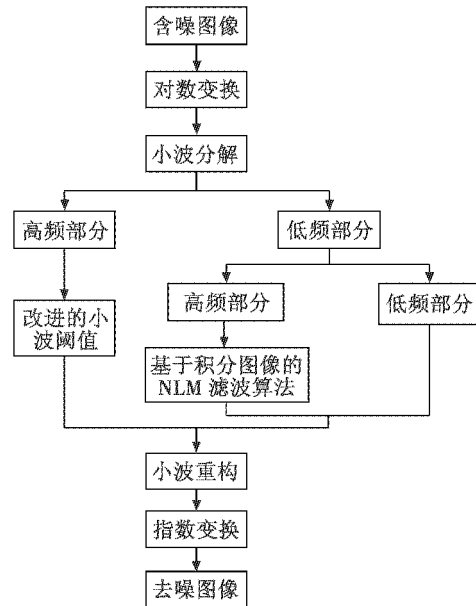 含噪图像
对数变换
小波分解
高频部分
低频部分
高频部分
低频部分
改进的小
波阈值
基于积分图像的
NLM 滤波算法
小波重构
指数变换
去噪图像